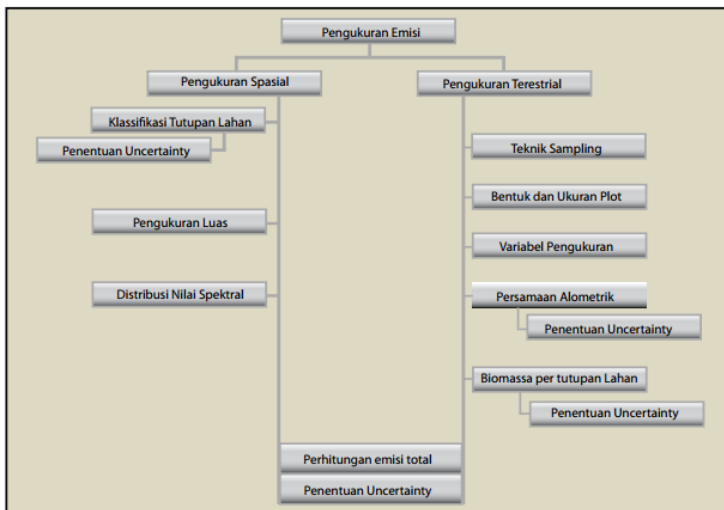 Pengukuran Emisi
Pengukuran Spasial
Klassifikasi Tutupan Lahan
Penentuan Uncertainty
Pengukuran Luas
Distribusi Nilai Spektral
Pengukuran Terestrial
Teknik Sampling
Bentuk dan Ukuran Plot
Variabel Pengukuran
Persamaan Alometrik
Penentuan Uncertainty
Biomassa per tutupan Lahan
Penentuan Uncertainty
Perhitungan emisi total
Penentuan Uncertainty